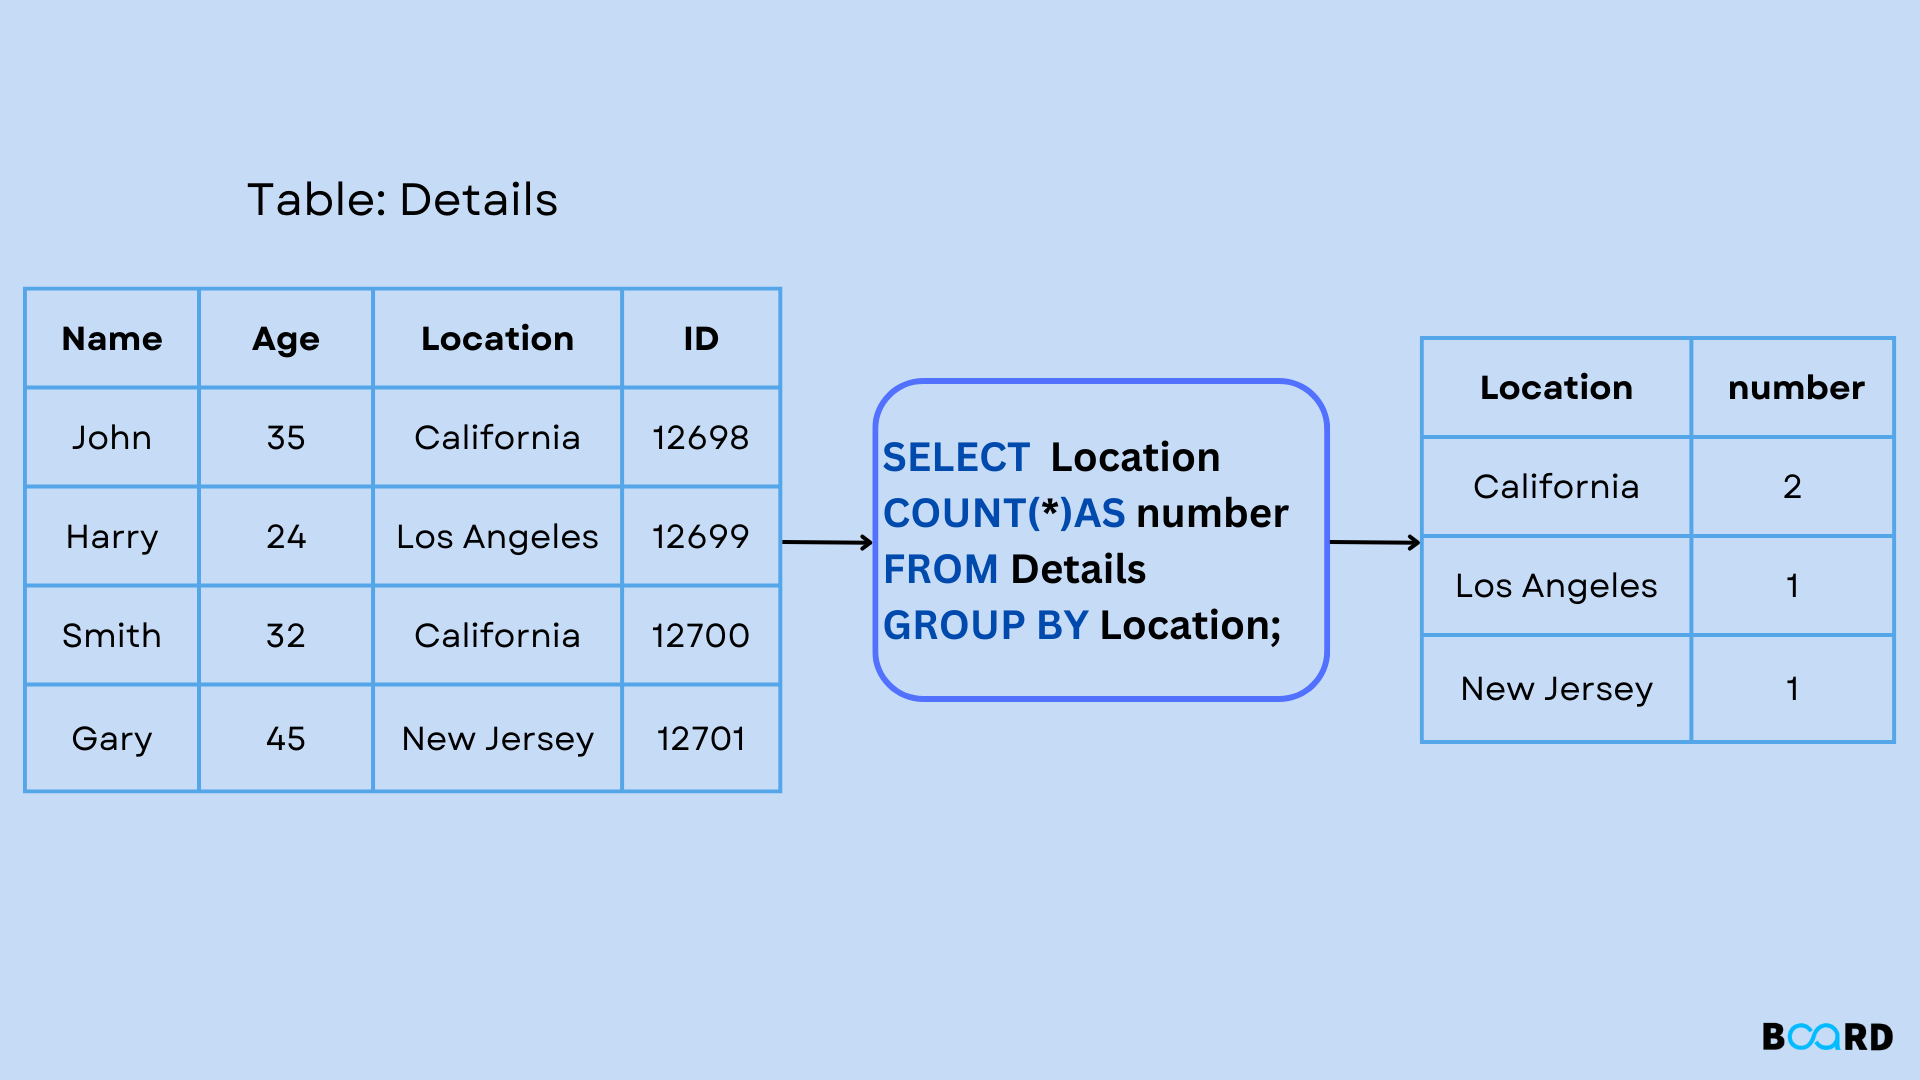 Table: Details
Name Age Location ID
John 35 California 12698
Harry 24 Los Angeles 12699
Smith 32 California 12700
Gary 45 New Jersey 12701
SELECT  Location
COUNT(*)AS number
FROM Details
GROUP BY Location;
Location number
California 2
Los Angeles 1
New Jersey 1
BOARD